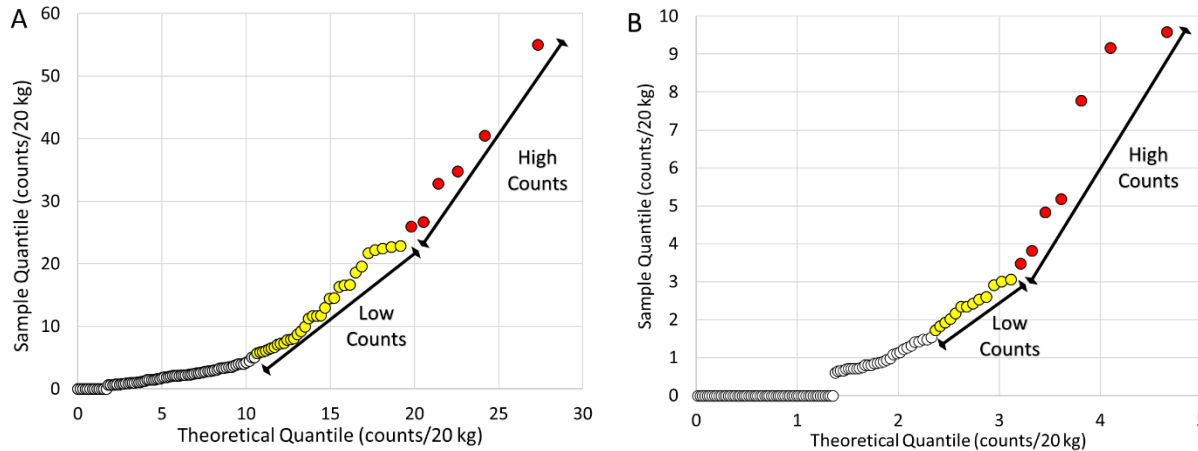 A
Sample Quantile (counts/20 kg)
60
50
40
30
20
10
0
High
Counts
Low
Counts
0 5 10 15 20 25 30
Theoretical Quantile (counts/20 kg)
B
Sample Quantile (counts/20 kg)
10
9
8
7
6
5
4
3
2
1
0
High
Counts
Low
Counts
0 1 2 3 4 5
Theoretical Quantile (counts/20 kg)